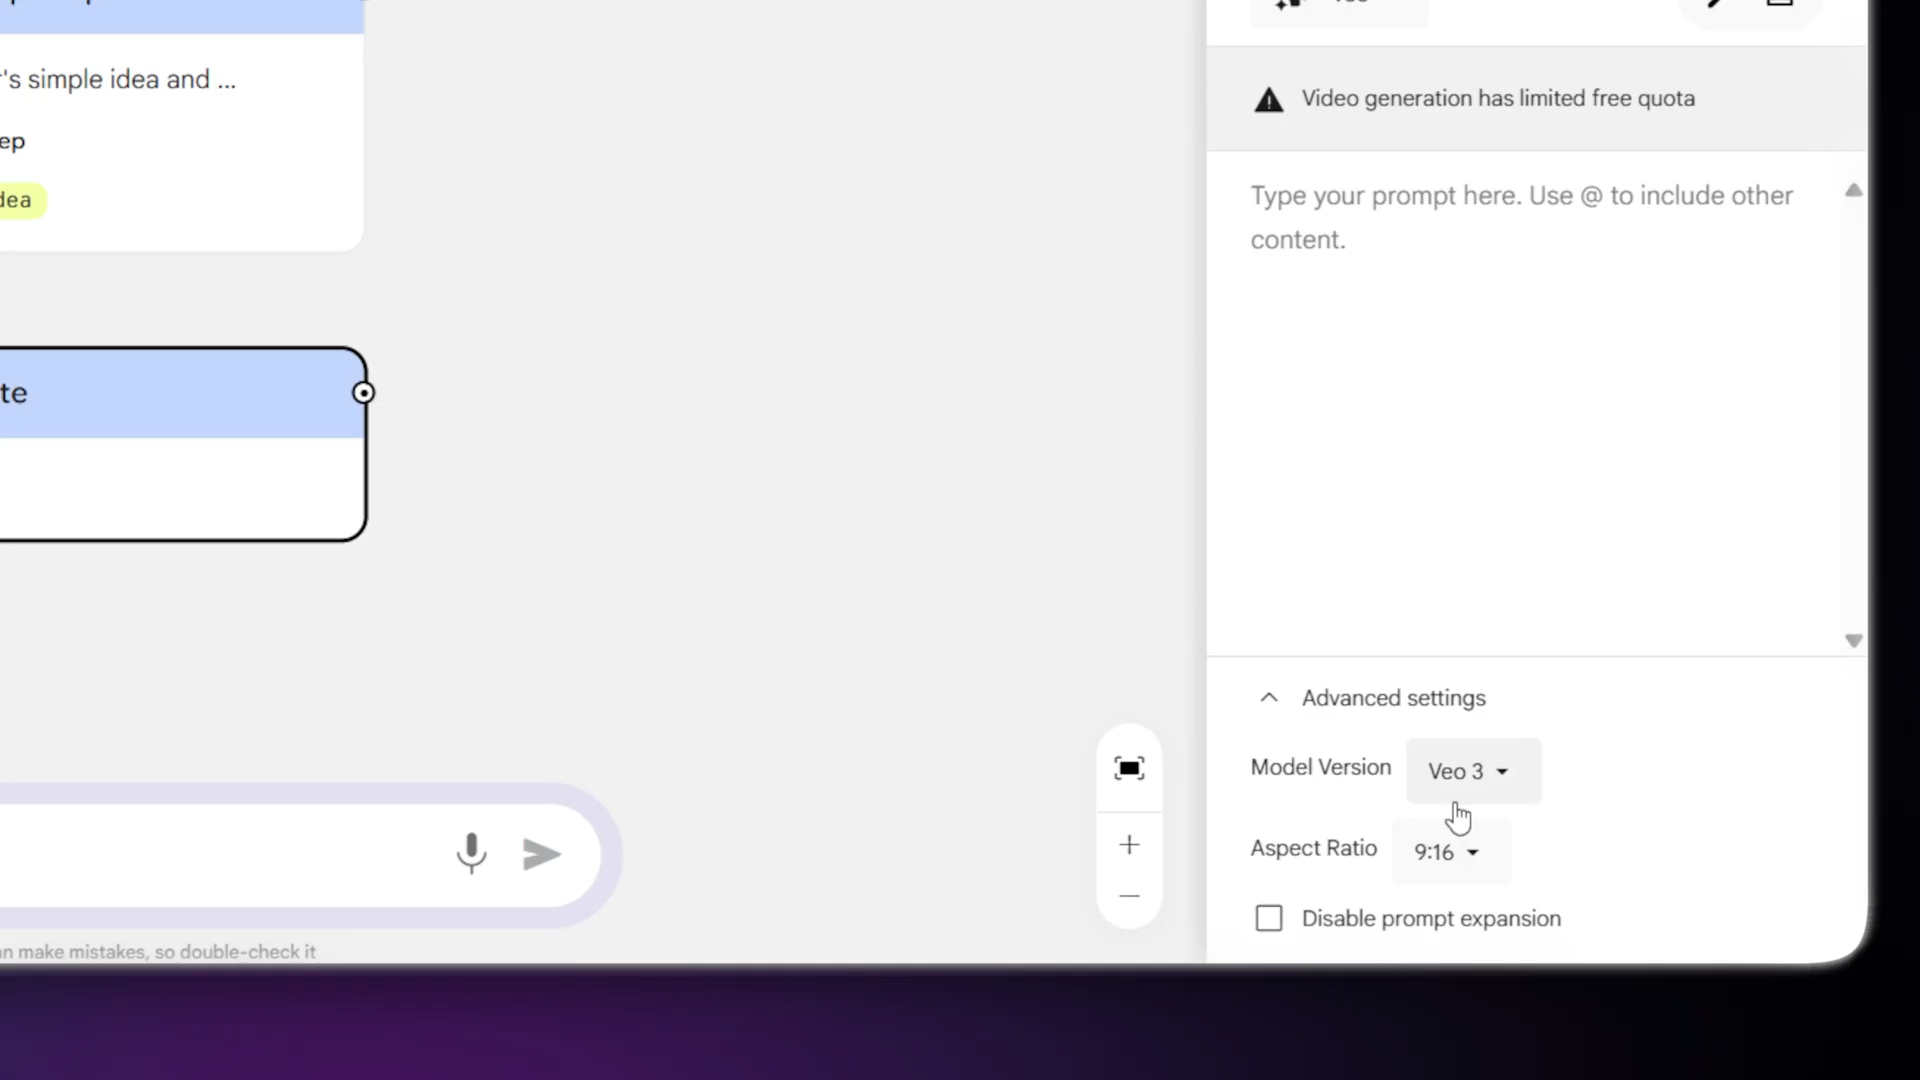 's simple idea and ...
ep
dea
te
an make mistakes, so double-check it
Video generation has limited free quota
Type your prompt here. Use @ to include other
content.
Advanced settings
Model Version
Veo 3
Aspect Ratio
9:16
Disable prompt expansion